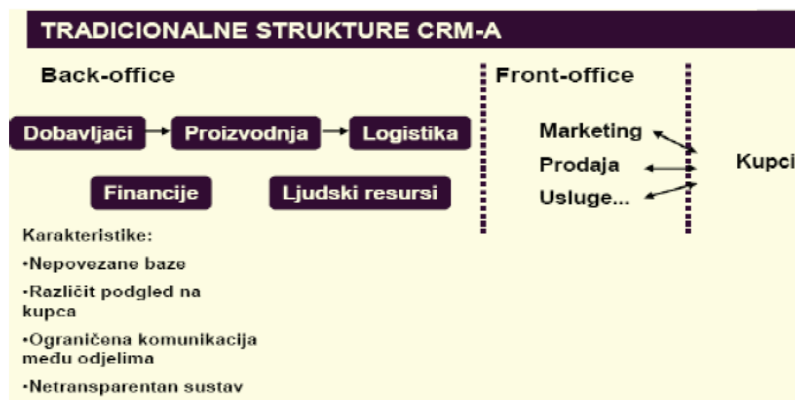 TRADICIONALNE STRUKTURE CRM-A
Back-office
Front-office
Dobavljači
Proizvodnja
Logistika
Marketing
Prodaja
Usluge...
Kupci
Financije
Ljudski resursi
Karakteristike:
•Nepovezane baze
•Različit podgled na
kupca
•Ograničena komunikacija
među odjelima
•Netransparentan sustav